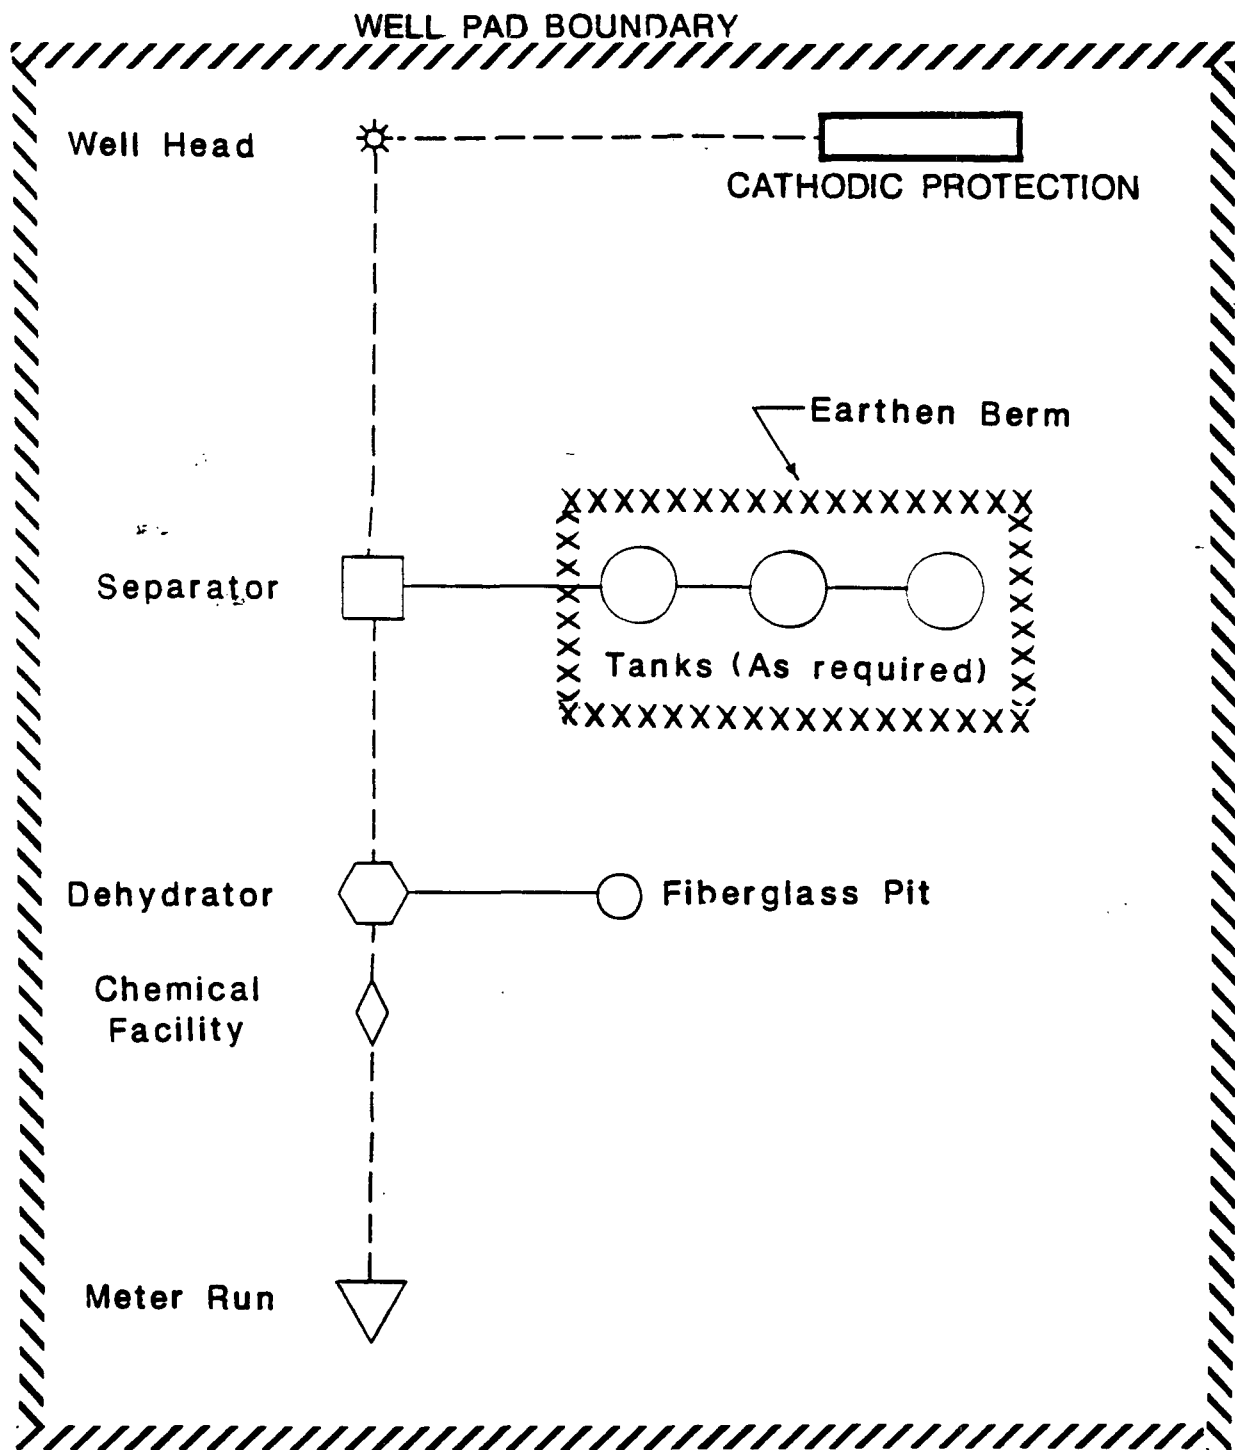 WELL PAD BOUNDARY
Well Head
CATHODIC PROTECTION
Earthen Berm
Separator
Tanks (As required)
Dehydrator
Fiberglass Pit
Chemical
Facility
Meter Run